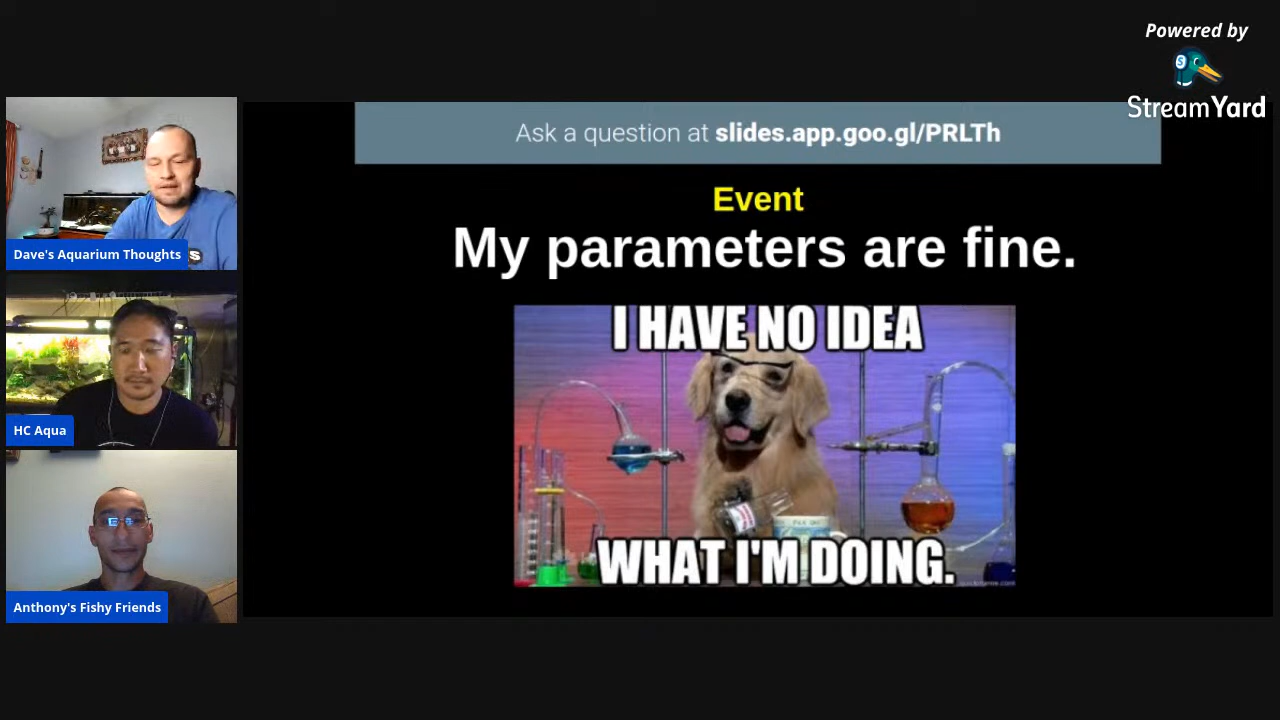 Powered by
StreamYard
Ask a question at slides.app.goo.gl/PRLTh
Event
My parameters are fine.
I HAVE NO IDEA
WHAT I'M DOING.
Dave's Aquarium Thoughts
HC Aqua
Anthony's Fishy Friends